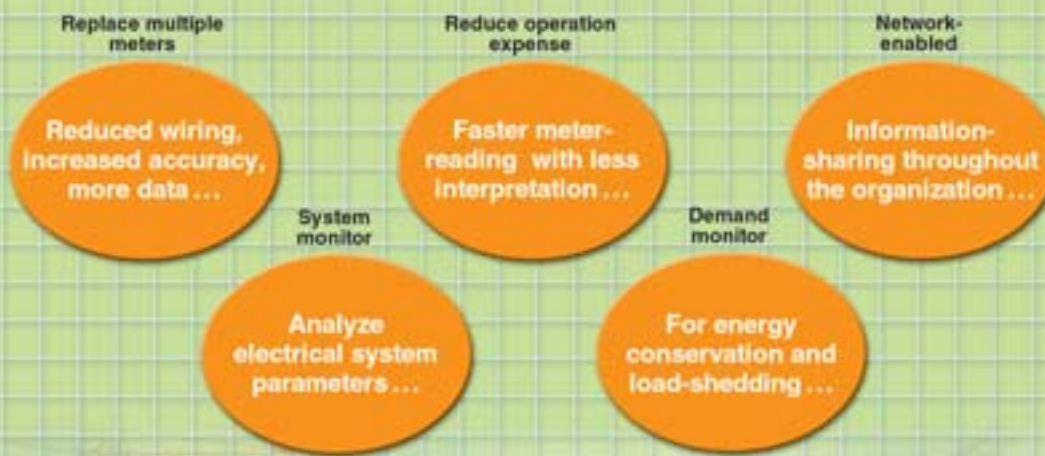 Replace multiple
meters
Reduced wiring,
increased accuracy,
more data ...
System
monitor
Analyze
electrical system
parameters ...
Reduce operation
expense
Faster meter-
reading with less
interpretation ...
Demand
monitor
For energy
conservation and
load-shedding ...
Network-
enabled
Information-
sharing throughout
the organization ...